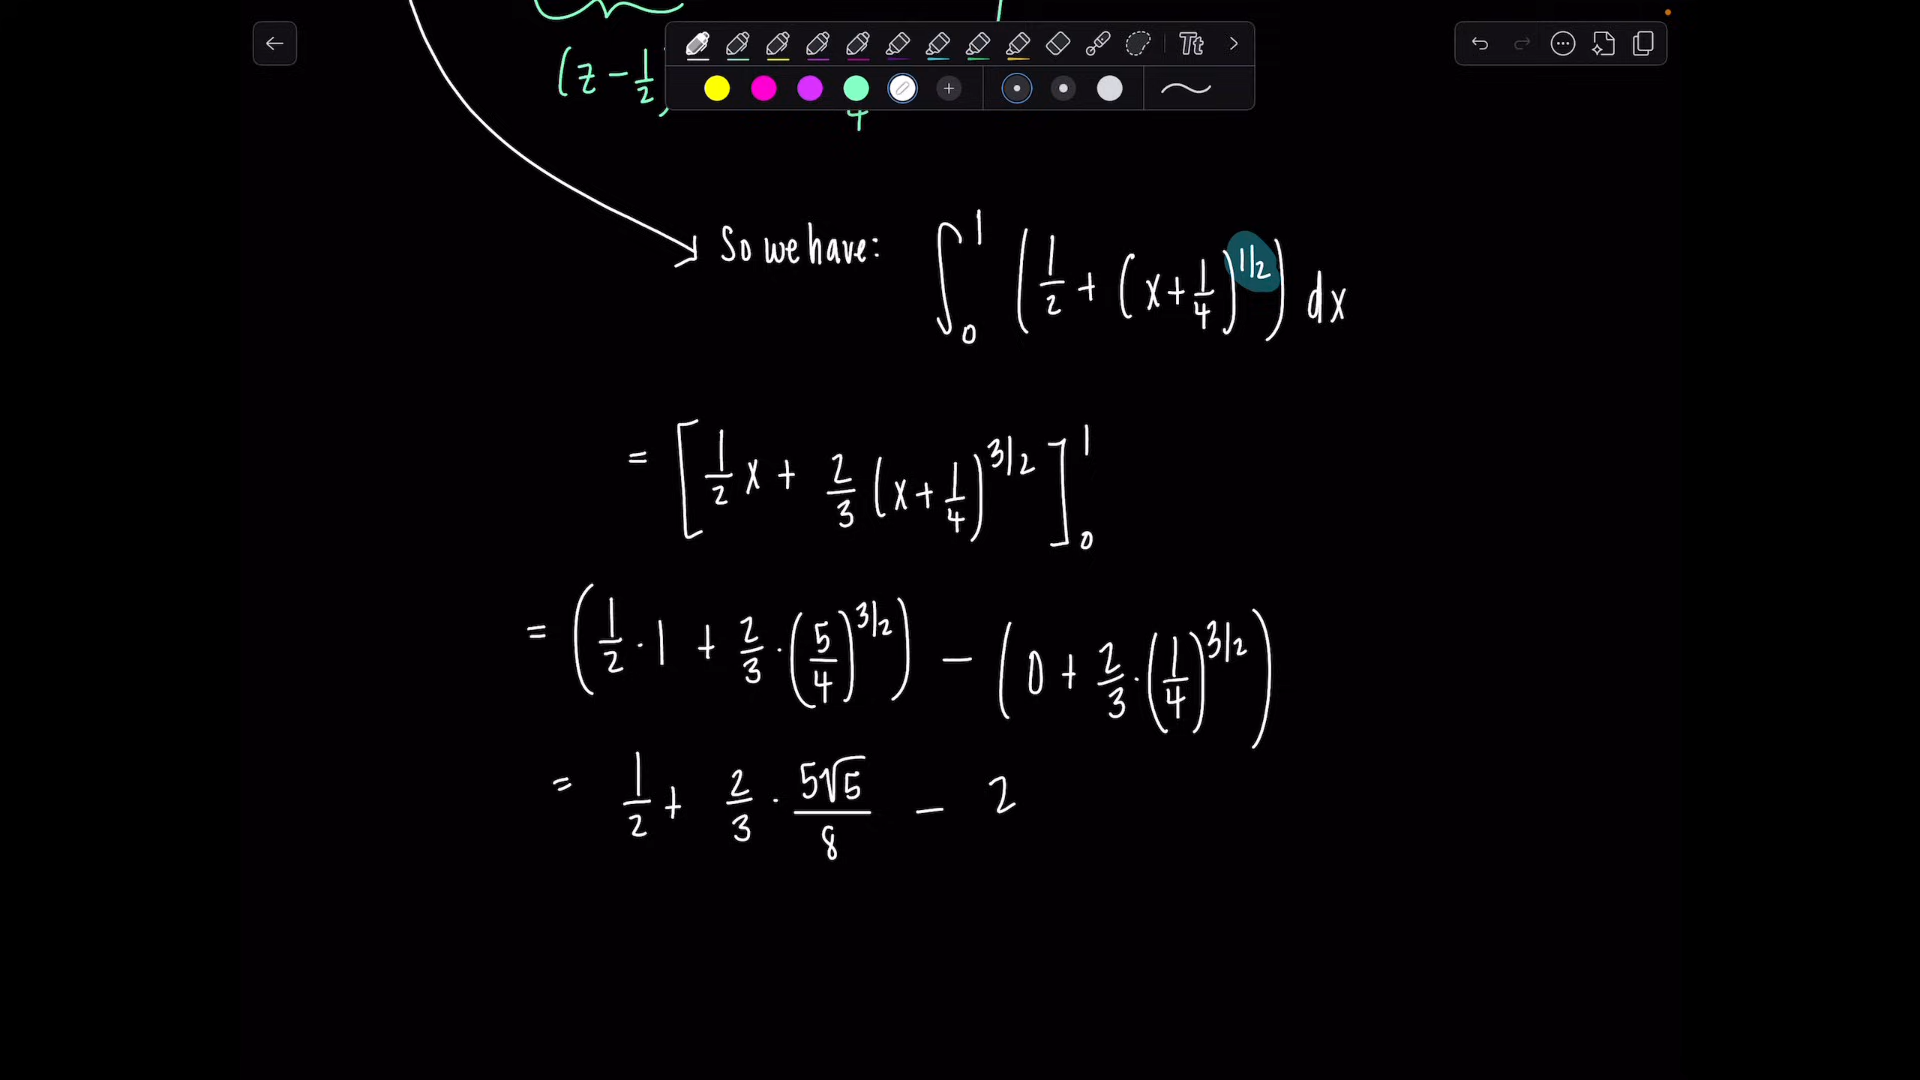 (z - 1/2
4
So we have: ∫₀¹ (1/2 + (x + 1/4)^{1/2}) dx
= [1/2 x + 2/3 (x + 1/4)^{3/2}]₀¹
= (1/2 · 1 + 2/3 · (5/4)^{3/2}) - (0 + 2/3 · (1/4)^{3/2})
= 1/2 + 2/3 · 5√5/8 - 2
Tt